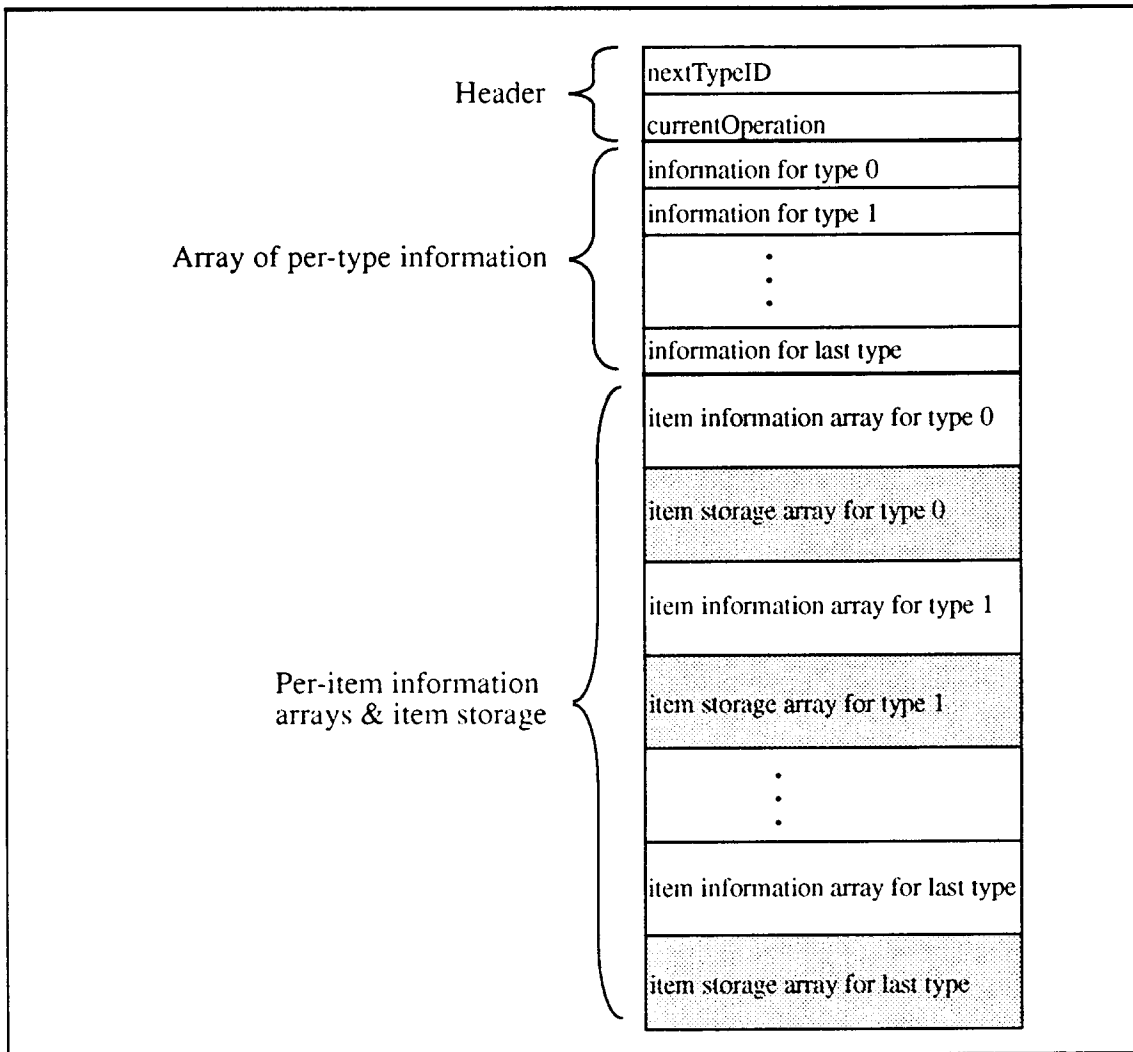 Header
nextTypeID
currentOperation
Array of per-type information
information for type 0
information for type 1
information for last type
Per-item information
arrays & item storage
item information array for type 0
item storage array for type 0
item information array for type 1
item storage array for type 1
item information array for last type
item storage array for last type